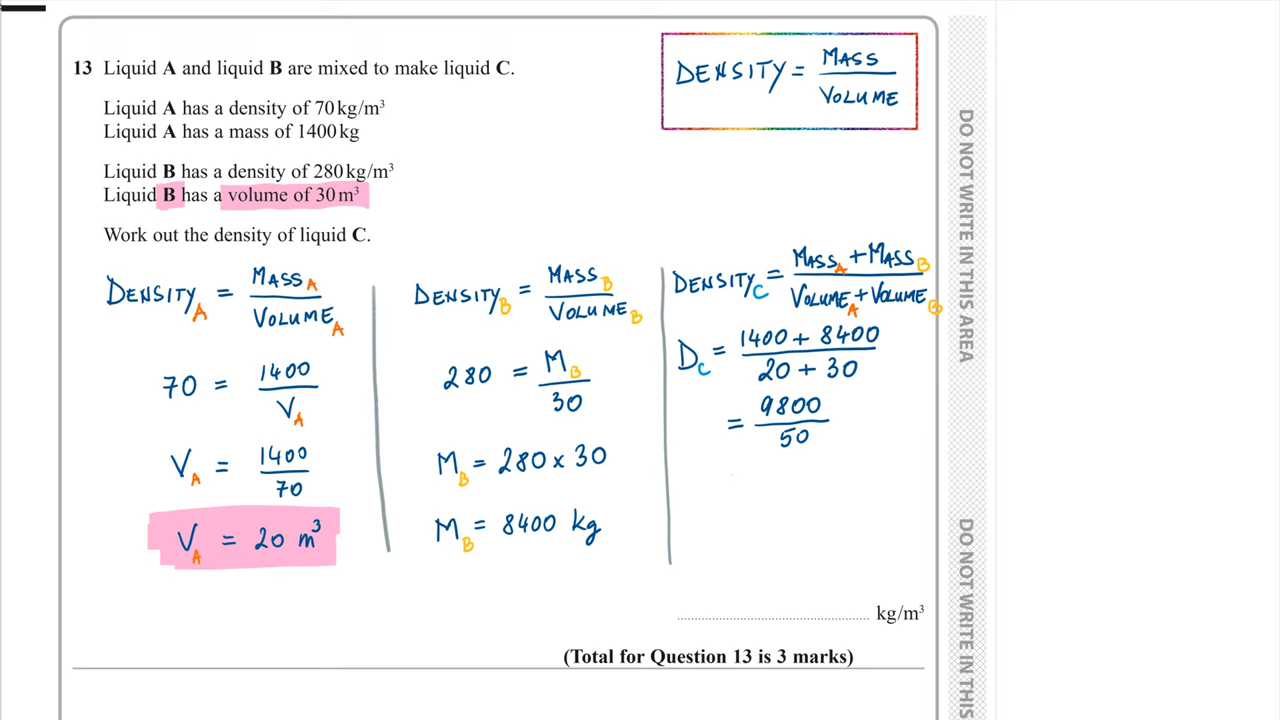 13 Liquid A and liquid B are mixed to make liquid C.
Liquid A has a density of 70 kg/m³
Liquid A has a mass of 1400 kg
Liquid B has a density of 280 kg/m³
Liquid B has a volume of 30 m³
Work out the density of liquid C.
DENSITY = MASS / VOLUME
DENSITY_A = MASS_A / VOLUME_A
70 = 1400 / V_A
V_A = 1400 / 70
V_A = 20 m³
DENSITY_B = MASS_B / VOLUME_B
280 = M_B / 30
M_B = 280 × 30
M_B = 8400 kg
DENSITY_C = MASS_A + MASS_B / VOLUME_A + VOLUME_B
D_C = 1400 + 8400 / 20 + 30
= 9800 / 50
kg/m³
(Total for Question 13 is 3 marks)
DO NOT WRITE IN THIS AREA
DO NOT WRITE IN THIS